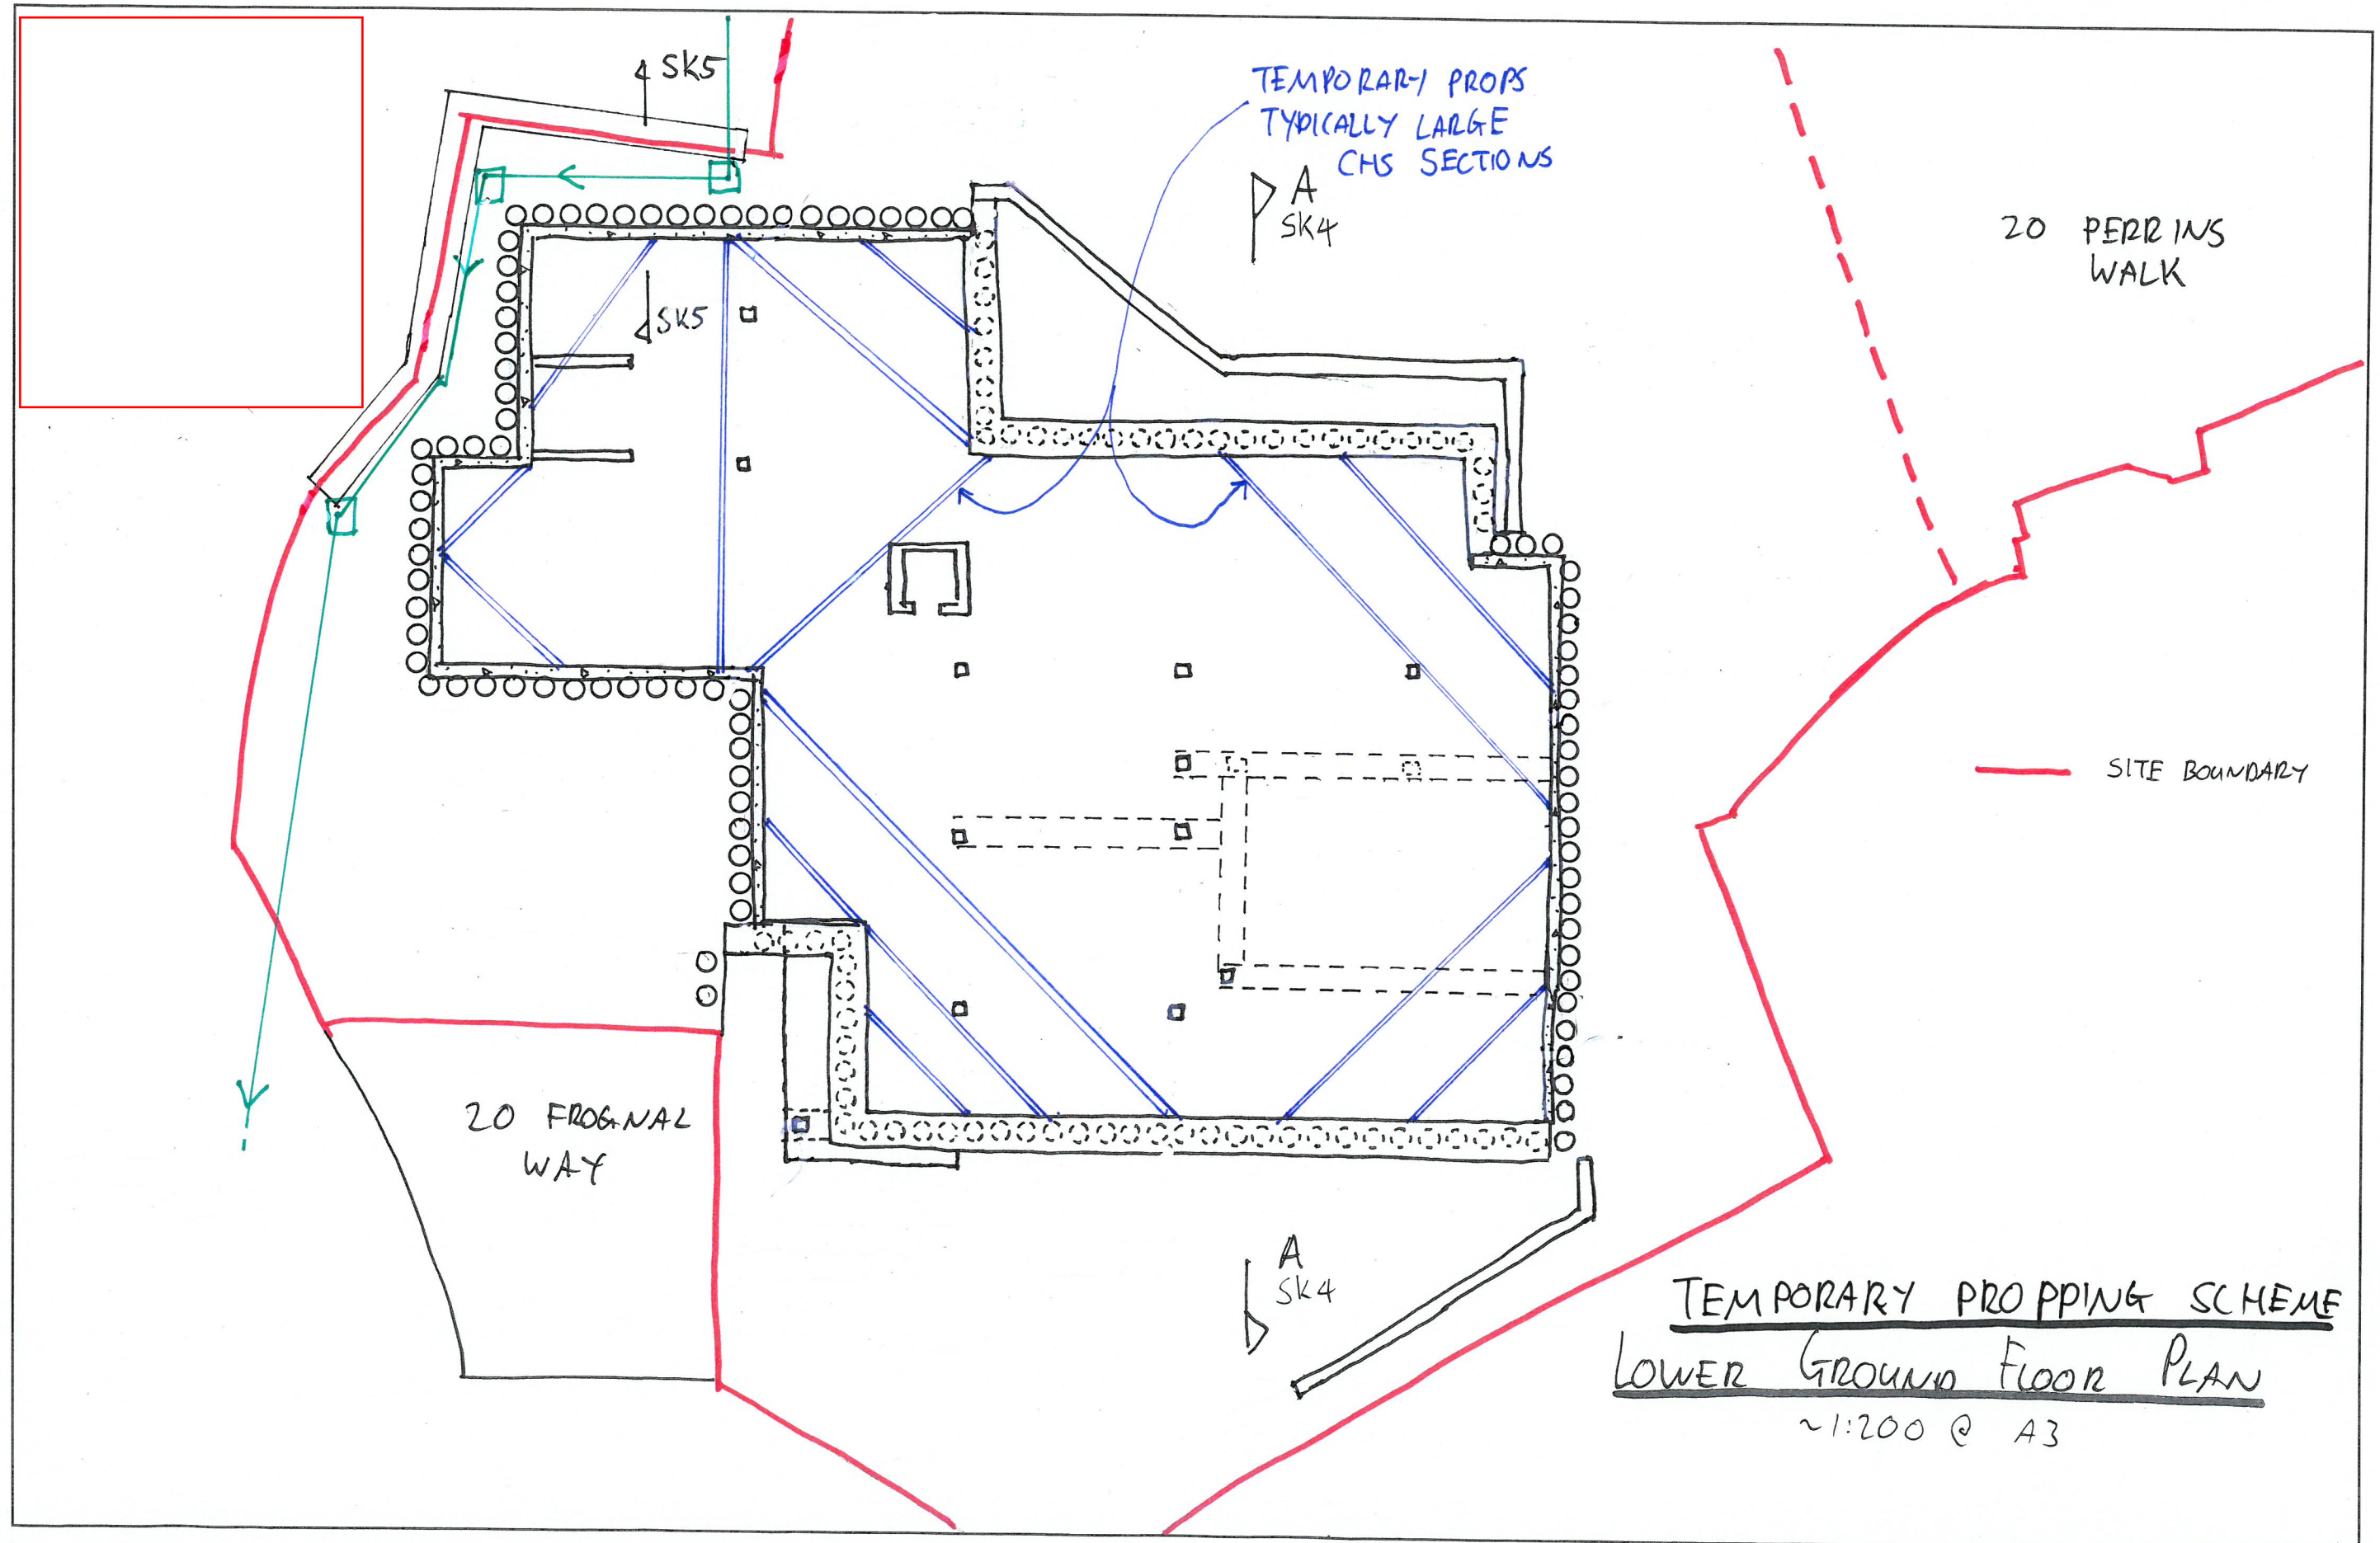 SK5
TEMPORARY PROPS
TYPICALLY LARGE
CHS SECTIONS
A
SK4
20 PERRINS
WALK
SK5
SITE BOUNDARY
20 FROGNAL
WAY
A
SK4
TEMPORARY PROPPING SCHEME
LOWER GROUND FLOOR PLAN
~1:200 @ A3